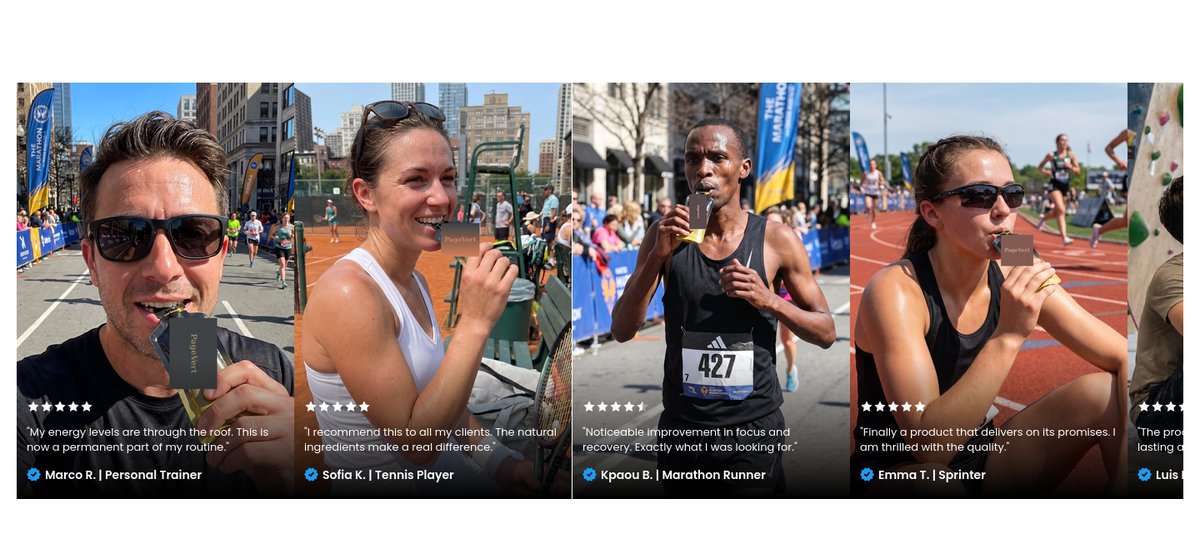 THE MARATHON
PageVert
"My energy levels are through the roof. This is
now a permanent part of my routine."
Marco R. | Personal Trainer
PageVert
"I recommend this to all my clients. The natural
ingredients make a real difference."
Sofia K. | Tennis Player
THE MARATHON
427
7
"Noticeable improvement in focus and
recovery. Exactly what I was looking for."
Kpaou B. | Marathon Runner
PageVert
"Finally a product that delivers on its promises. I
am thrilled with the quality."
Emma T. | Sprinter
"The
lasting
Luis